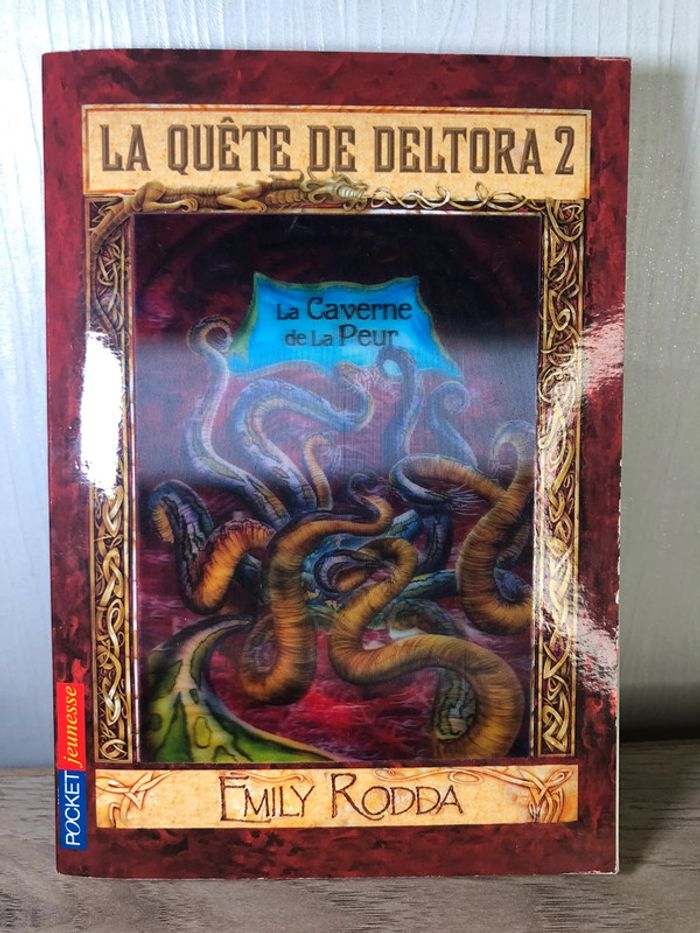 LA QUÊTE DE DELTORA 2
La Caverne
de La Peur
EMILY RODDA
POCKET jeunesse